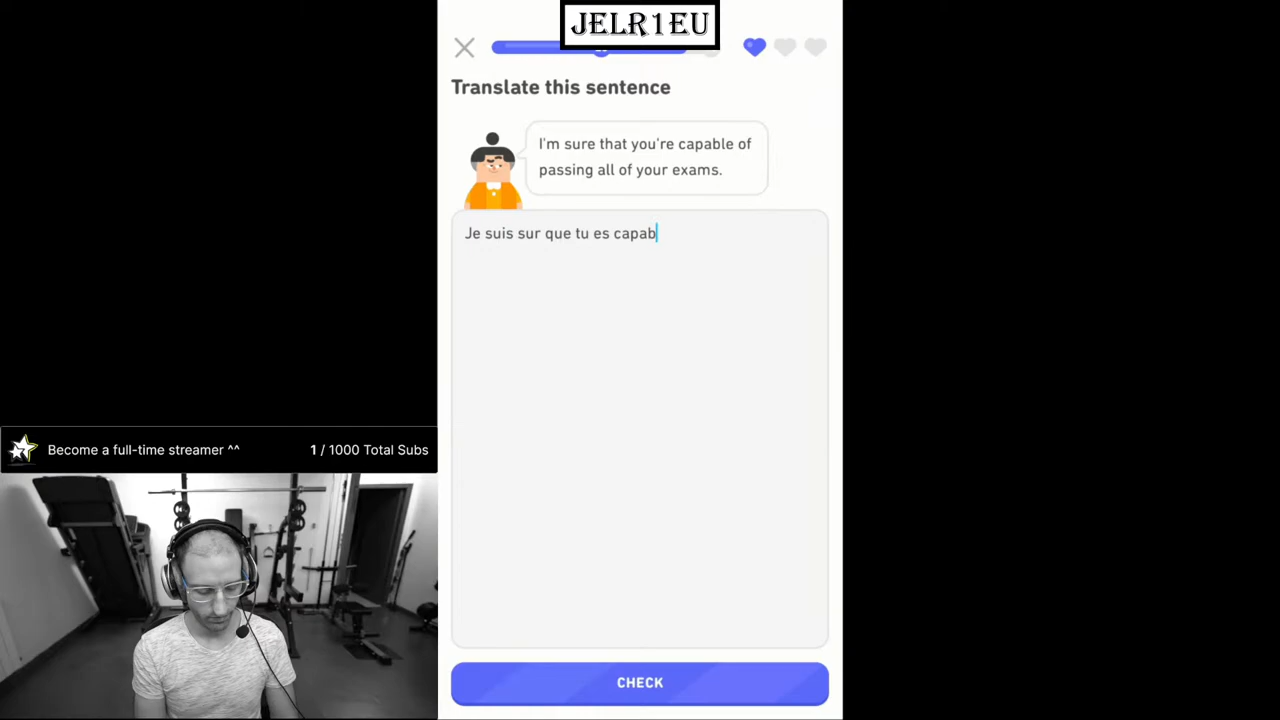 JELR1EU
Translate this sentence
I'm sure that you're capable of
passing all of your exams.
Je suis sur que tu es capab
Become a full-time streamer ^^ 1 / 1000 Total Subs
CHECK